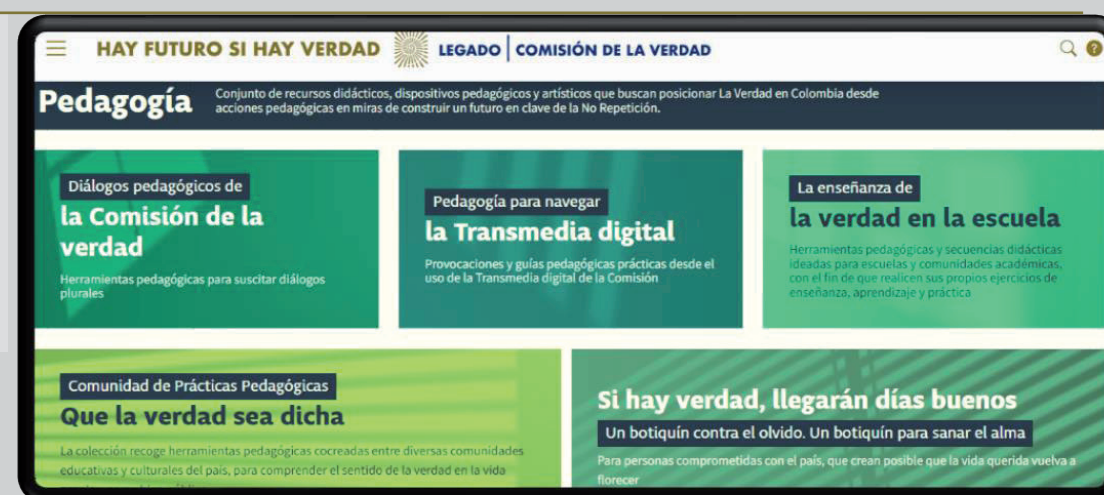 HAY FUTURO SI HAY VERDAD LEGADO COMISIÓN DE LA VERDAD ?
Pedagogía
Conjunto de recursos didácticos, dispositivos pedagógicos y artísticos que buscan posicionar La Verdad en Colombia desde
acciones pedagógicas en miras de construir un futuro en clave de la No Repetición.
Diálogos pedagógicos de
la Comisión de la
verdad
Herramientas pedagógicas para suscitar diálogos
plurales
Pedagogía para navegar
la Transmedia digital
Provocaciones y guías pedagógicas prácticas desde el
uso de la Transmedia digital de la Comisión
La enseñanza de
la verdad en la escuela
Herramientas pedagógicas y secuencias didácticas
ideadas para escuelas y comunidades académicas,
con el fin de que realicen sus propios ejercicios de
enseñanza, aprendizaje y práctica
Comunidad de Prácticas Pedagógicas
Que la verdad sea dicha
La colección recoge herramientas pedagógicas cocreadas entre diversas comunidades
educativas y culturales del país, para comprender el sentido de la verdad en la vida
Si hay verdad, llegarán días buenos
Un botiquín contra el olvido. Un botiquín para sanar el alma
Para personas comprometidas con el país, que crean posible que la vida querida vuelva a
florecer